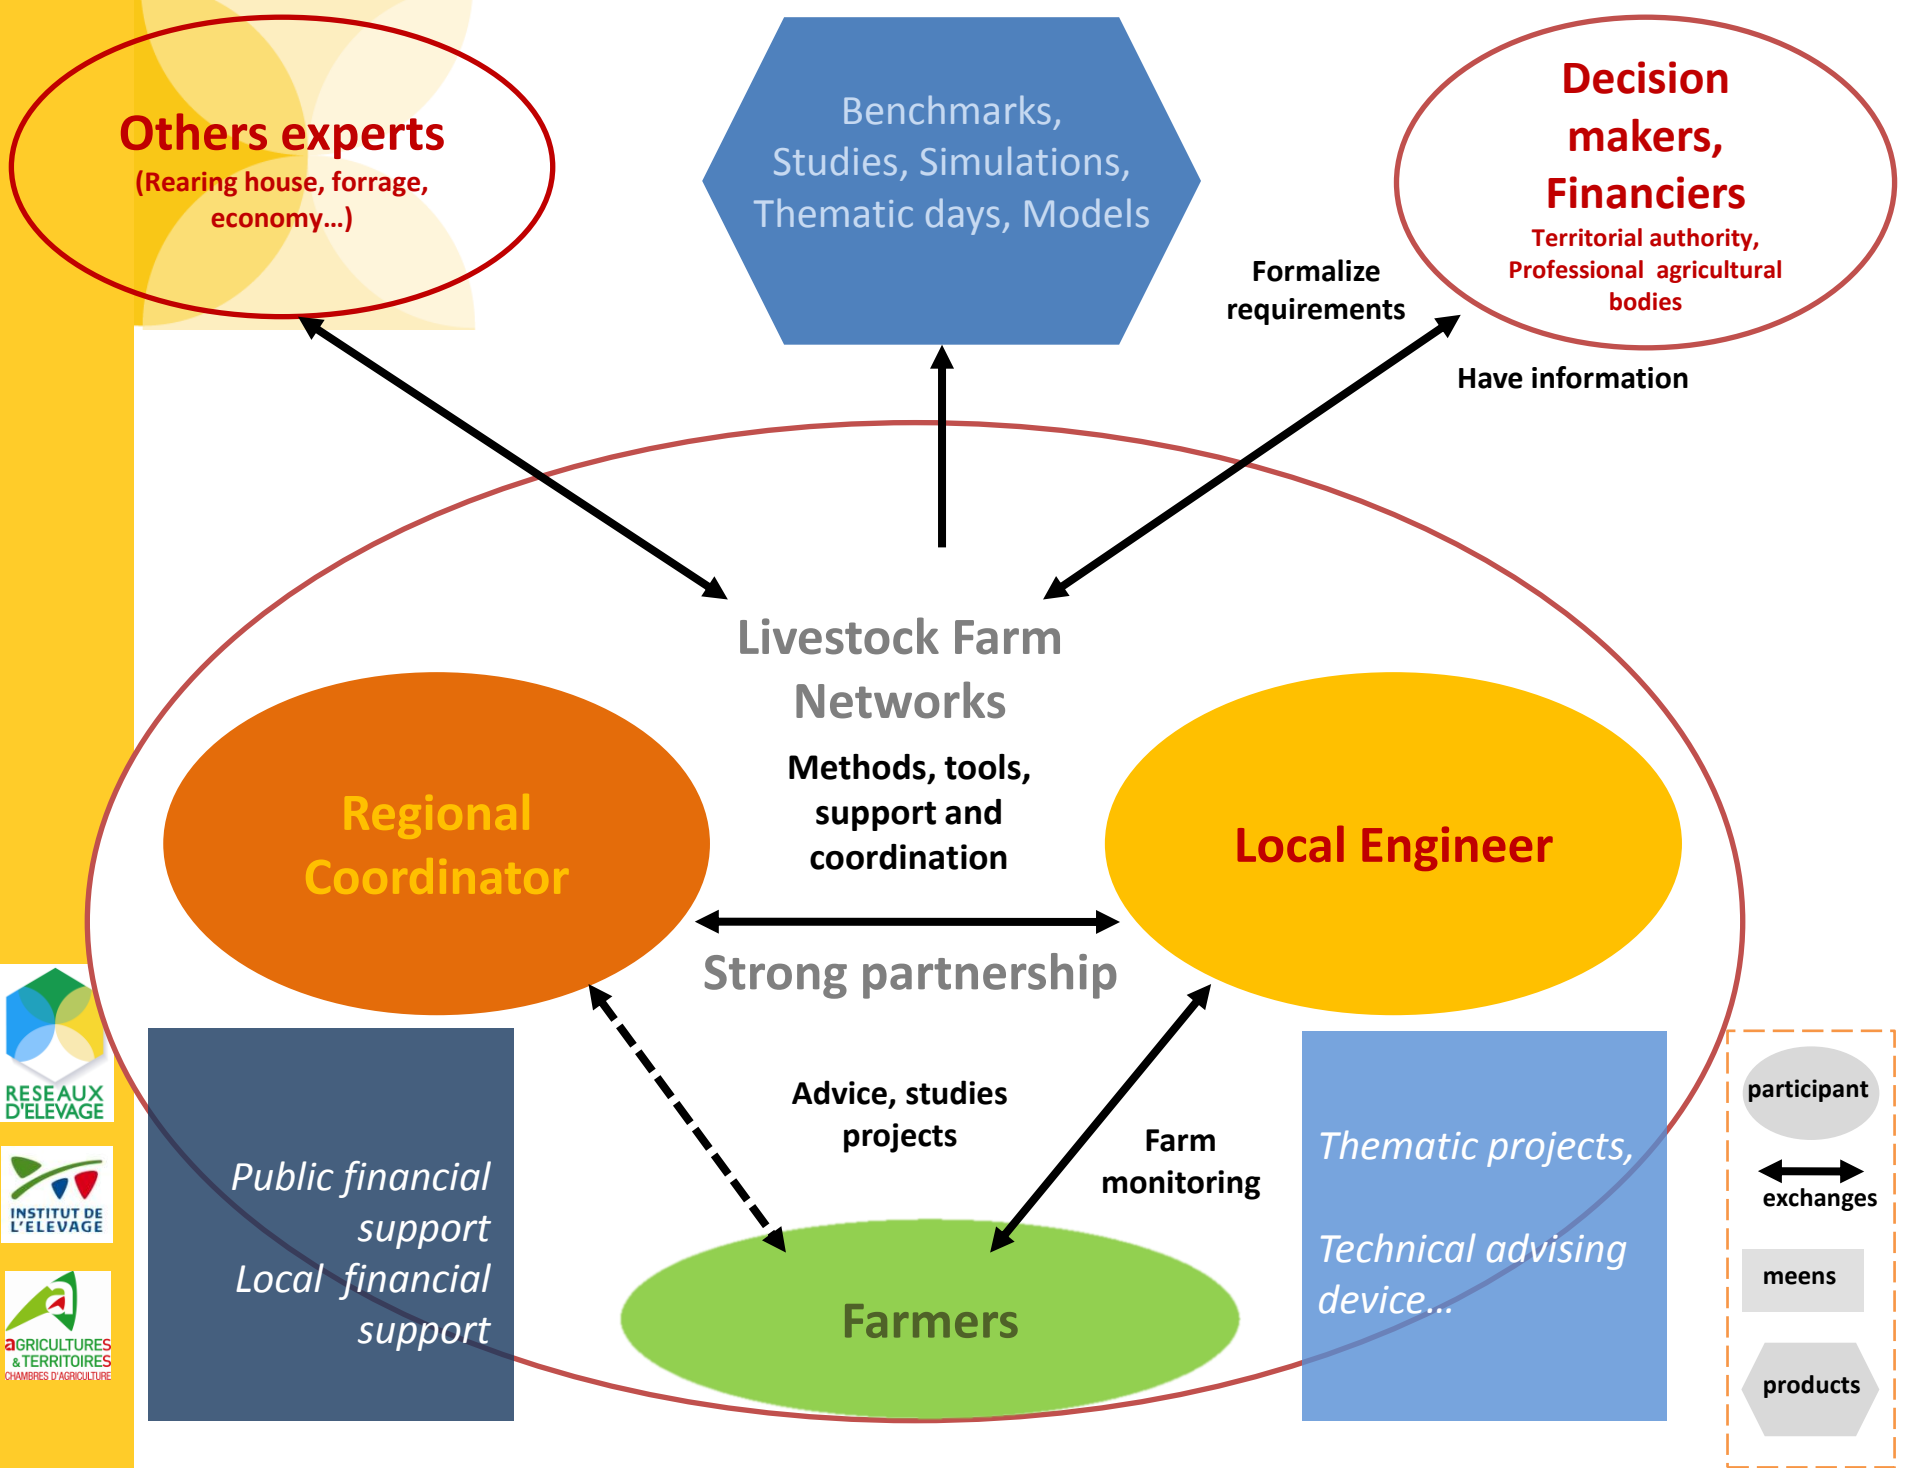 Others experts
(Rearing house, forrage,
economy...)
Benchmarks,
Studies, Simulations,
Thematic days, Models
Decision
makers,
Financiers
Territorial authority,
Professional agricultural
bodies
Formalize
requirements
Have information
Livestock Farm
Networks
Methods, tools,
support and
coordination
Regional
Coordinator
Local Engineer
Strong partnership
Advice, studies
projects
Farm
monitoring
Farmers
Public financial
support
Local financial
support
Thematic projects,
Technical advising
device...
participant
exchanges
meens
products
RESEAUX
D'ELEVAGE
INSTITUT DE
L'ELEVAGE
aGRICULTURES
& TERRITOIRES
CHAMBRES D'AGRICULTURE